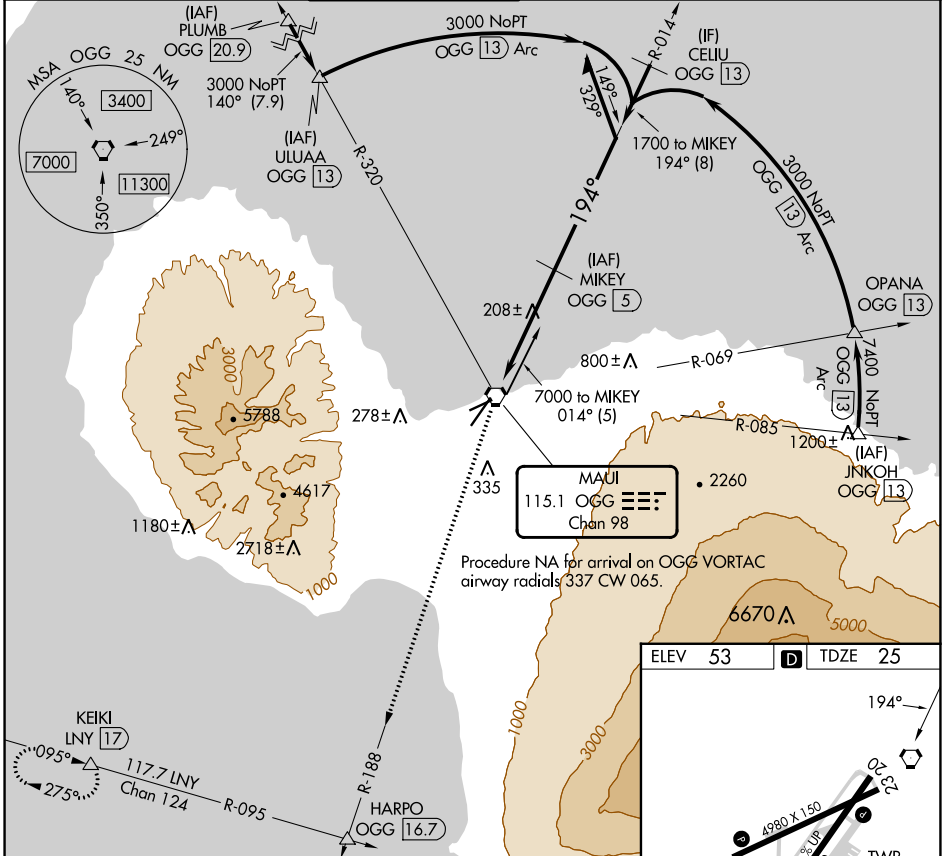 (IAF)
PLUMB
OGG 20.9
3000 NoPT
140° (7.9)
(IAF)
ULUAA
OGG 13
3000 NoPT
OGG 13 Arc
R-014
(IF)
CELIU
OGG 13
149°
329°
1700 to MIKEY
194° (8)
MSA OGG 25 NM
140°
3400
249°
7000
11300
350°
R-320
194°
3000 NoPT
OGG 13 Arc
(IAF)
MIKEY
OGG 5
OPANA
OGG 13
208±
800±
R-069
7400 NoPT
OGG 13
Arc
3000
5788
278±
7000 to MIKEY
014° (5)
R-085
1200±
(IAF)
JNKOH
OGG 13
335
MAUI
115.1 OGG
Chan 98
2260
4617
1180±
2718±
1000
Procedure NA for arrival on OGG VORTAC
airway radials 337 CW 065.
6670
5000
1000
3000
ELEV 53 D TDZE 25
194°
23 20
4980 X 150
P
P
% UP
TWR
KEIKI
LNY 17
095°
275°
117.7 LNY
Chan 124
R-095
R-188
HARPO
OGG 16.7